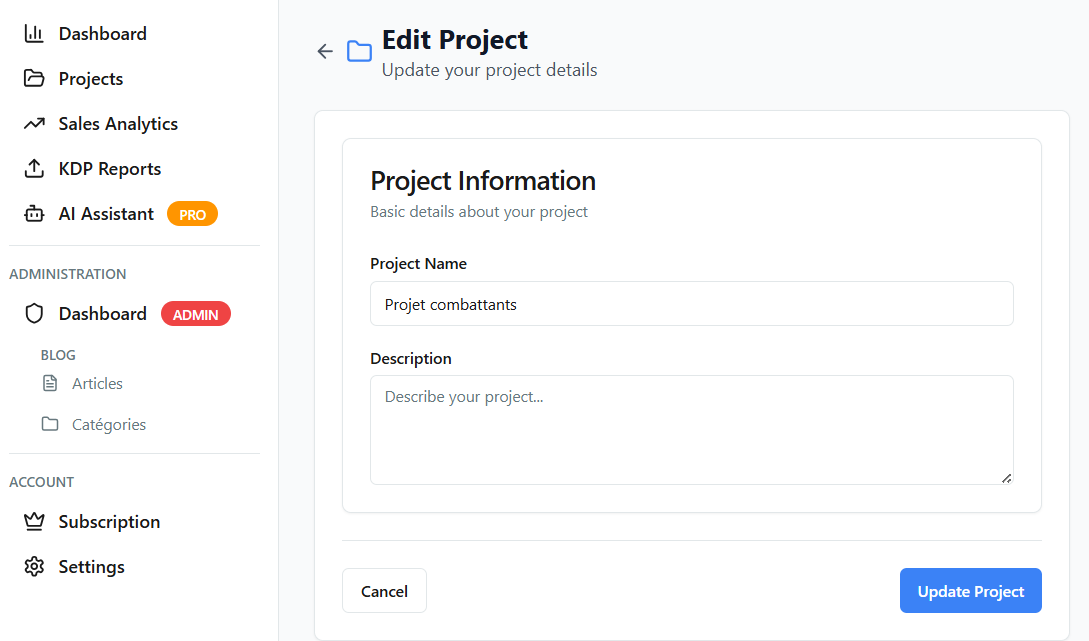 Dashboard
Projects
Sales Analytics
KDP Reports
AI Assistant PRO
ADMINISTRATION
Dashboard ADMIN
BLOG
Articles
Catégories
ACCOUNT
Subscription
Settings
Edit Project
Update your project details
Project Information
Basic details about your project
Project Name
Projet combattants
Description
Describe your project...
Cancel
Update Project